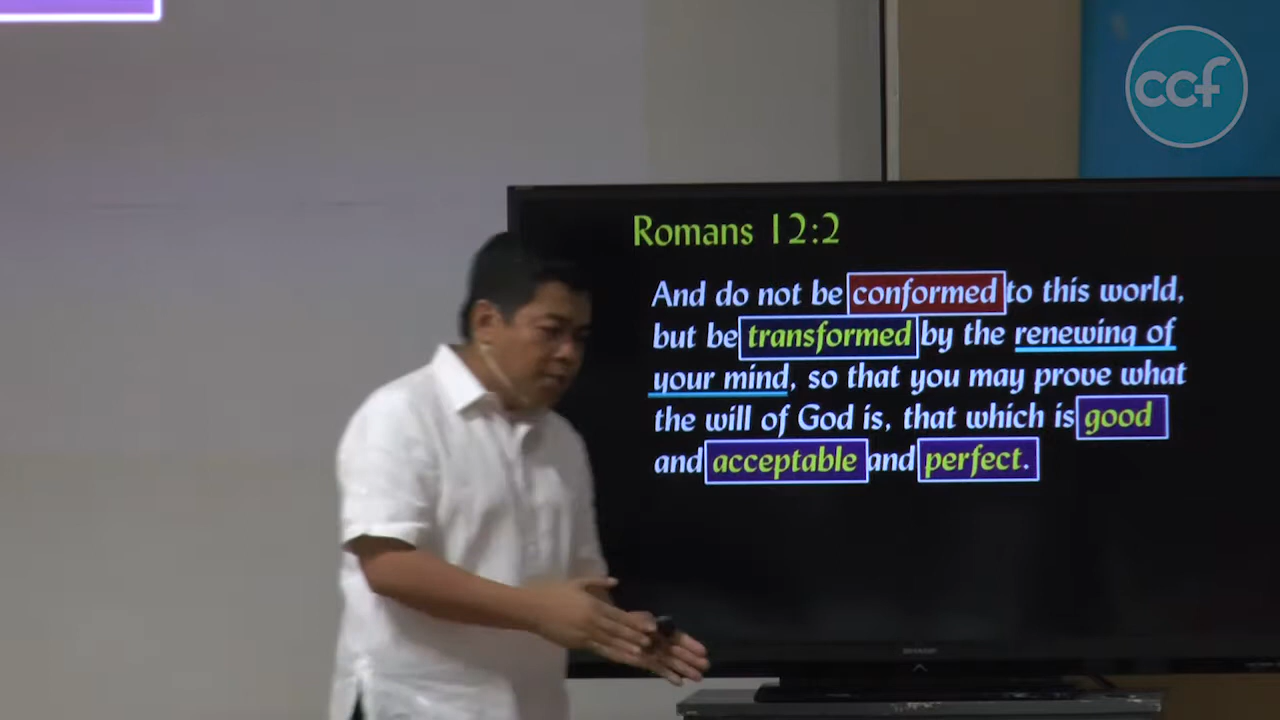 ccf
Romans 12:2
And do not be conformed to this world,
but be transformed by the renewing of
your mind, so that you may prove what
the will of God is, that which is good
and acceptable and perfect.
SHARP